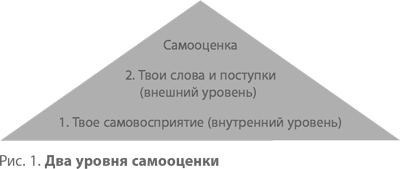 Самооценка
2. Твои слова и поступки
(внешний уровень)
1. Твое самовосприятие (внутренний уровень)
Рис. 1. Два уровня самооценки